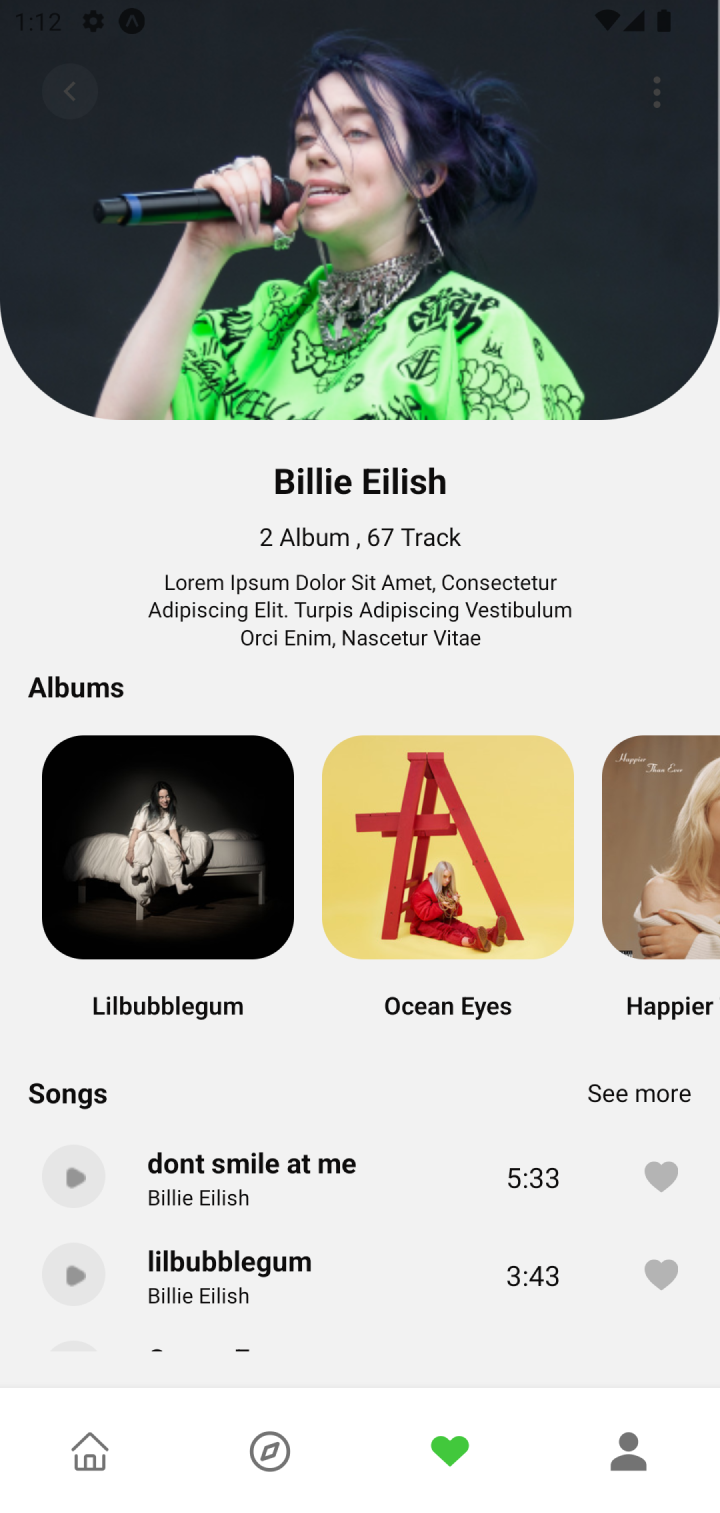 1:12
Billie Eilish
2 Album , 67 Track
Lorem Ipsum Dolor Sit Amet, Consectetur
Adipiscing Elit. Turpis Adipiscing Vestibulum
Orci Enim, Nascetur Vitae
Albums
Happier
Than Ever
Lilbubblegum
Ocean Eyes
Happier
Songs
See more
dont smile at me
5:33
Billie Eilish
lilbubblegum
3:43
Billie Eilish